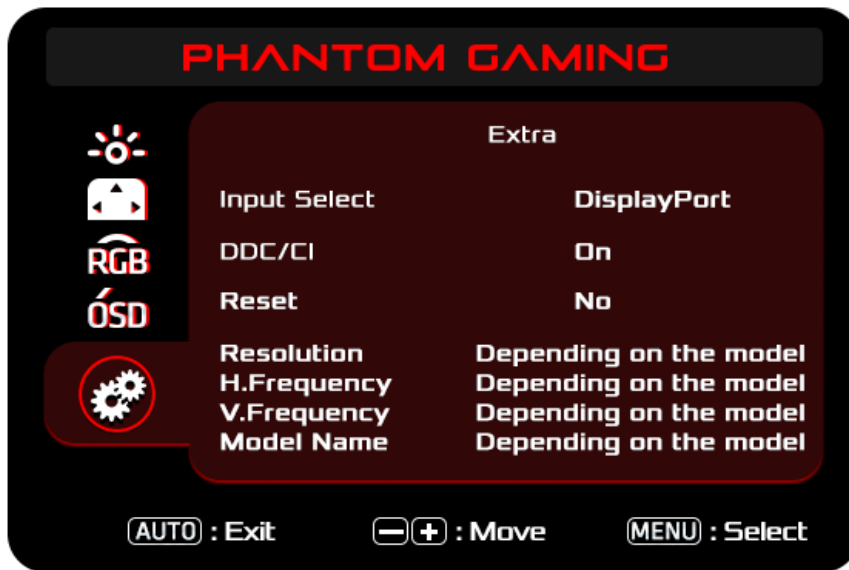 PHANTOM GAMING
Extra
Input Select DisplayPort
DDC/CI On
RGB
Reset No
OSD
Resolution Depending on the model
H.Frequency Depending on the model
V.Frequency Depending on the model
Model Name Depending on the model
AUTO : Exit - + : Move MENU : Select